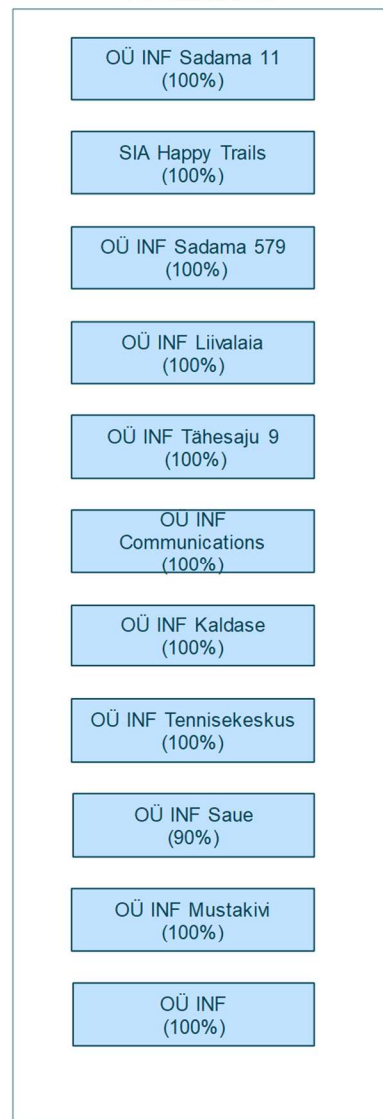 OÜ INF Sadama 11
(100%)
SIA Happy Trails
(100%)
OÜ INF Sadama 579
(100%)
OÜ INF Liivalaia
(100%)
OÜ INF Tähesaju 9
(100%)
OÜ INF
Communications
(100%)
OÜ INF Kaldase
(100%)
OÜ INF Tennisekeskus
(100%)
OÜ INF Saue
(90%)
OÜ INF Mustakivi
(100%)
OÜ INF
(100%)